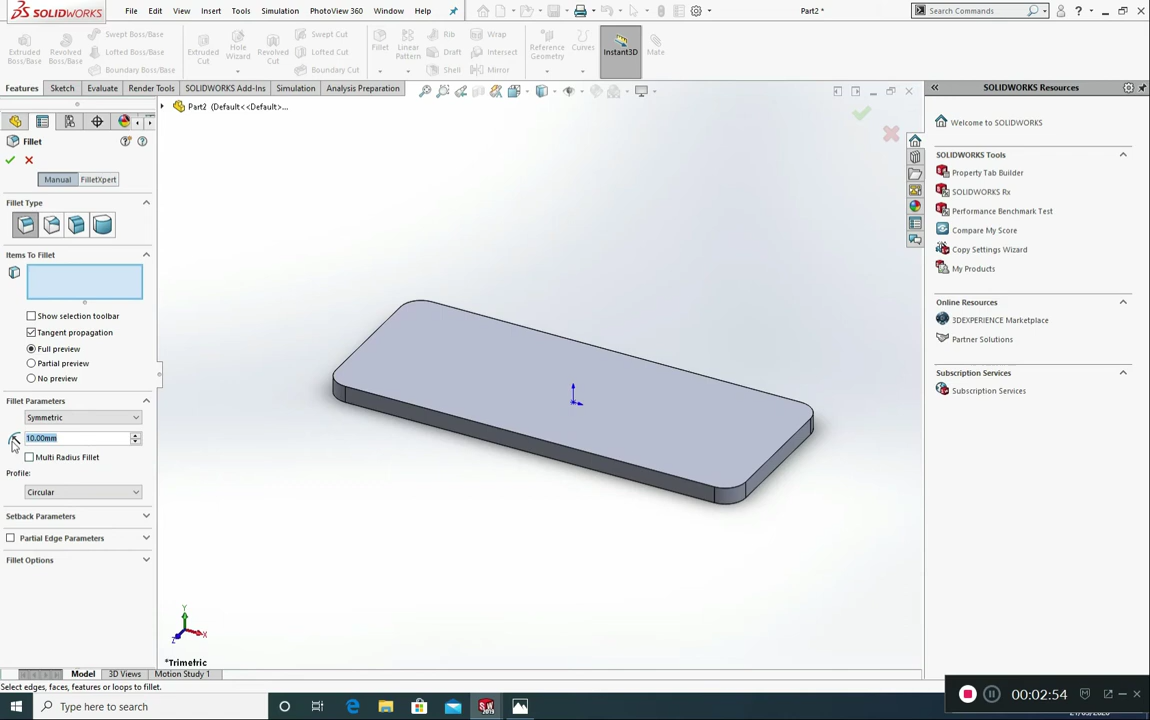 SOLIDWORKS File Edit View Insert Tools Simulation PhotoView 360 Window Help Part2 * Search Commands
Extruded Boss/Base
Revolved Boss/Base
Swept Boss/Base
Lofted Boss/Base
Boundary Boss/Base
Extruded Cut
Hole Wizard
Revolved Cut
Swept Cut
Lofted Cut
Boundary Cut
Fillet
Linear Pattern
Rib
Draft
Shell
Wrap
Intersect
Mirror
Reference Geometry
Curves
Instant3D
Mate
Features Sketch Evaluate Render Tools SOLIDWORKS Add-Ins Simulation Analysis Preparation
Part2 (Default<<Default>...
Fillet
Manual FilletXpert
Fillet Type
Items To Fillet
Show selection toolbar
Tangent propagation
Full preview
Partial preview
No preview
Fillet Parameters
Symmetric
10.00mm
Multi Radius Fillet
Profile:
Circular
Setback Parameters
Partial Edge Parameters
Fillet Options
Y
X
Z
*Trimetric
SOLIDWORKS Resources
Welcome to SOLIDWORKS
SOLIDWORKS Tools
Property Tab Builder
SOLIDWORKS Rx
Performance Benchmark Test
Compare My Score
Copy Settings Wizard
My Products
Online Resources
3DEXPERIENCE Marketplace
Partner Solutions
Subscription Services
Subscription Services
Model 3D Views Motion Study 1
Select edges, faces, features or loops to fillet.
Type here to search
00:02:54